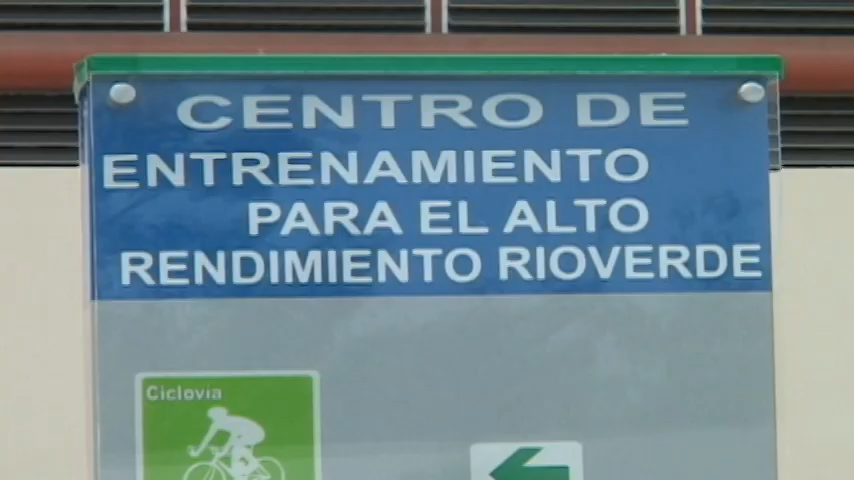 CENTRO DE
ENTRENAMIENTO
PARA EL ALTO
RENDIMIENTO RIOVERDE
Ciclovia